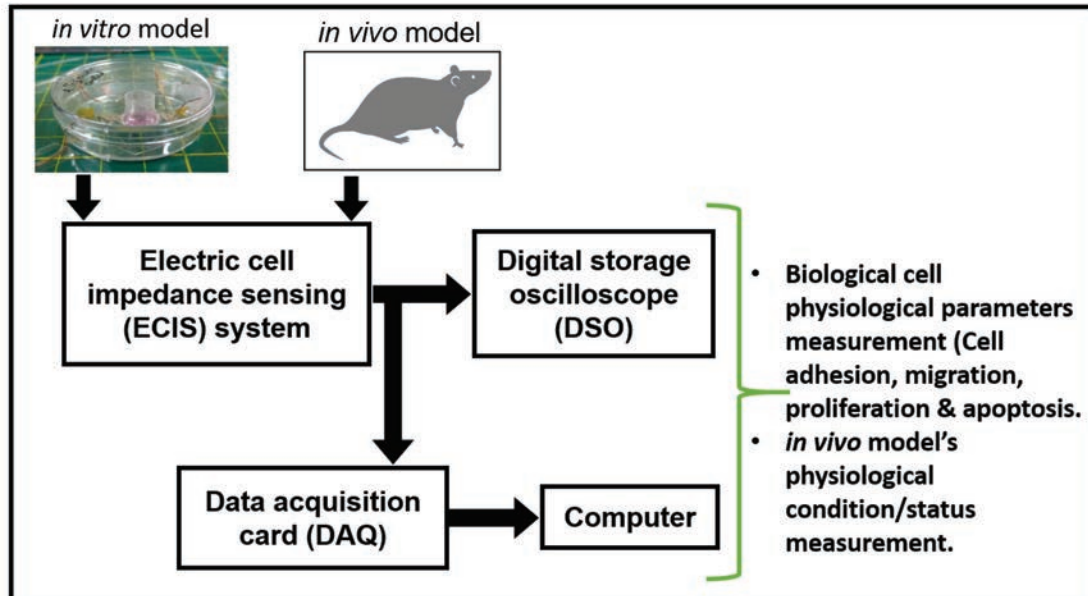 in vitro model
in vivo model
Electric cell
impedance sensing
(ECIS) system
Digital storage
oscilloscope
(DSO)
Data acquisition
card (DAQ)
Computer
• Biological cell
physiological parameters
measurement (Cell
adhesion, migration,
proliferation & apoptosis.
• in vivo model’s
physiological
condition/status
measurement.